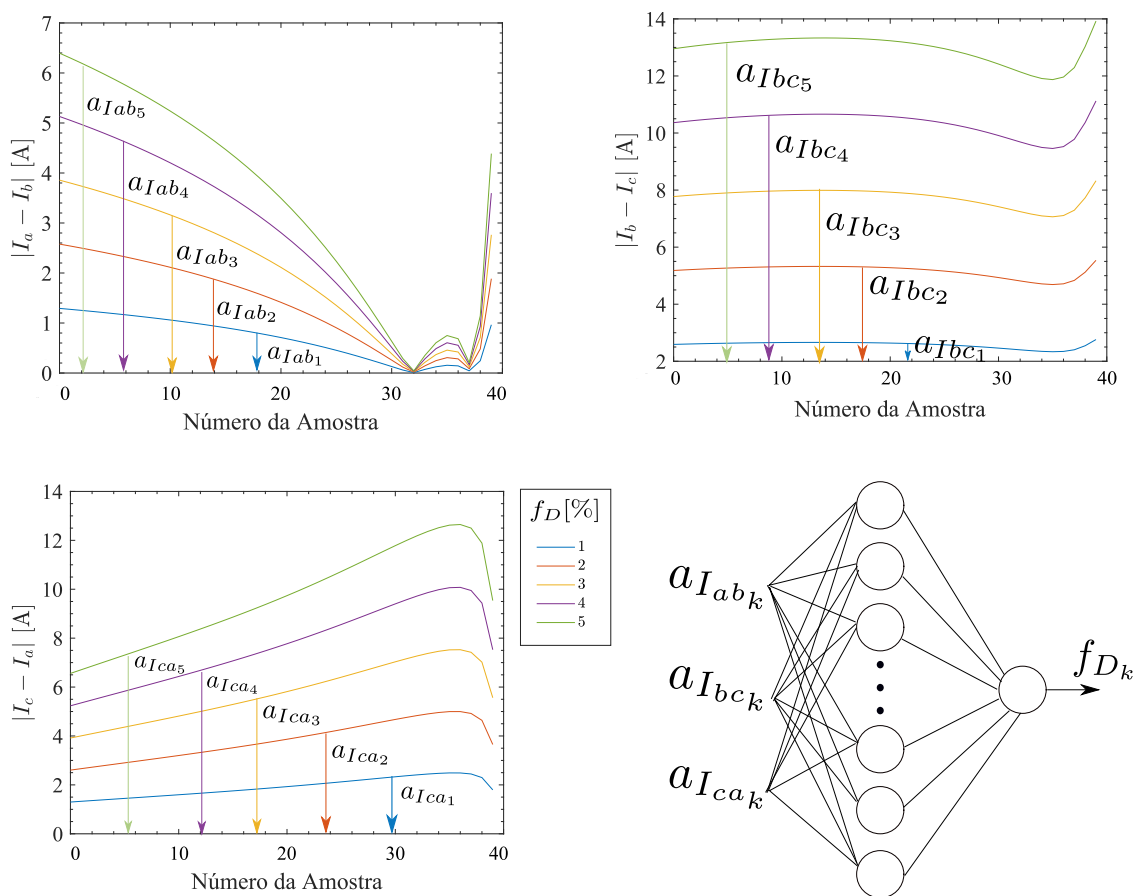 |I_a − I_b| [A]
7
6
5
4
3
2
1
0
a_{Iab_5}
a_{Iab_4}
a_{Iab_3}
a_{Iab_2}
a_{Iab_1}
0 10 20 30 40
Número da Amostra
|I_b − I_c| [A]
14
12
10
8
6
4
2
a_{Ibc_5}
a_{Ibc_4}
a_{Ibc_3}
a_{Ibc_2}
a_{Ibc_1}
0 10 20 30 40
Número da Amostra
|I_c − I_a| [A]
14
12
10
8
6
4
2
0
a_{Ica_5}
a_{Ica_4}
a_{Ica_3}
a_{Ica_2}
a_{Ica_1}
0 10 20 30 40
Número da Amostra
f_D[%]
1
2
3
4
5
a_{I_{ab_k}}
a_{I_{bc_k}}
a_{I_{ca_k}}
f_{D_k}